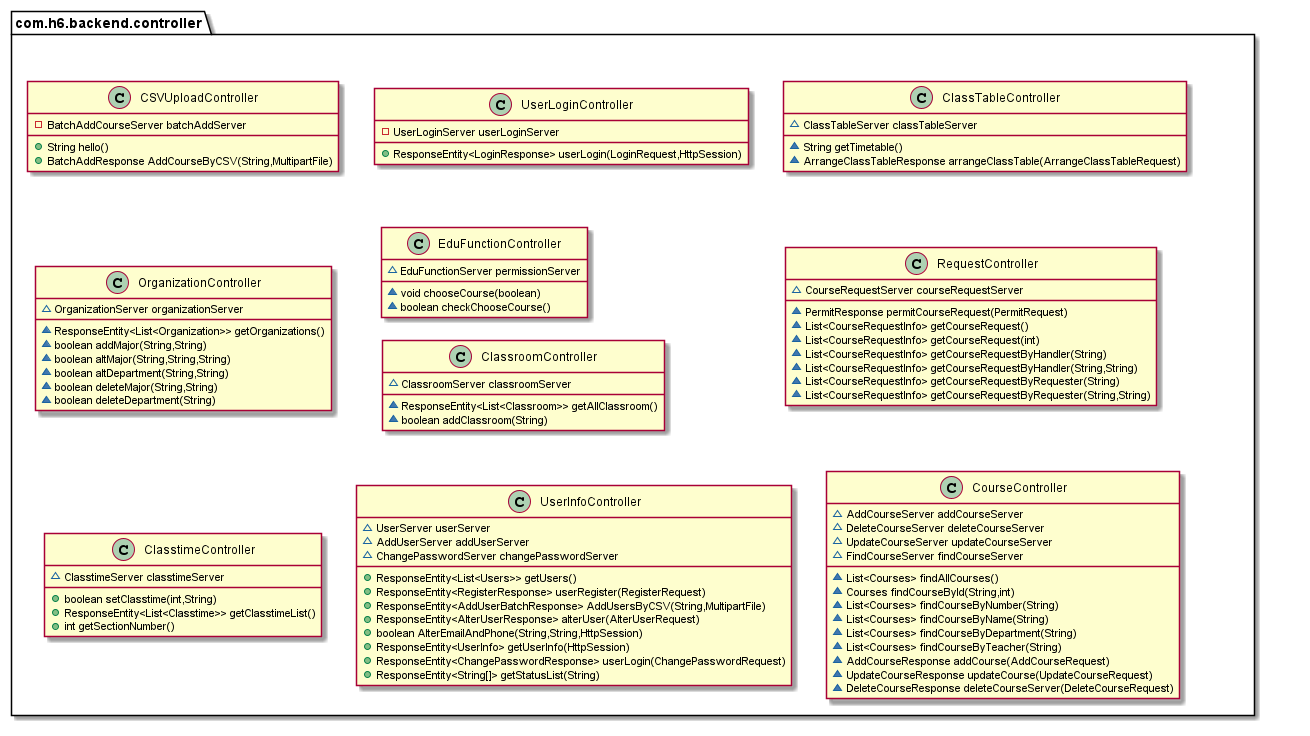 com.h6.backend.controller
C CSVUploadController
BatchAddCourseServer batchAddServer
String hello()
BatchAddResponse AddCourseByCSV(String,MultipartFile)
C UserLoginController
UserLoginServer userLoginServer
ResponseEntity<LoginResponse> userLogin(LoginRequest,HttpSession)
C ClassTableController
ClassTableServer classTableServer
String getTimetable()
ArrangeClassTableResponse arrangeClassTable(ArrangeClassTableRequest)
C OrganizationController
OrganizationServer organizationServer
ResponseEntity<List<Organization>> getOrganizations()
boolean addMajor(String,String)
boolean altMajor(String,String,String)
boolean altDepartment(String,String)
boolean deleteMajor(String,String)
boolean deleteDepartment(String)
C EduFunctionController
EduFunctionServer permissionServer
void chooseCourse(boolean)
boolean checkChooseCourse()
C ClassroomController
ClassroomServer classroomServer
ResponseEntity<List<Classroom>> getAllClassroom()
boolean addClassroom(String)
C RequestController
CourseRequestServer courseRequestServer
PermitResponse permitCourseRequest(PermitRequest)
List<CourseRequestInfo> getCourseRequest()
List<CourseRequestInfo> getCourseRequest(int)
List<CourseRequestInfo> getCourseRequestByHandler(String)
List<CourseRequestInfo> getCourseRequestByHandler(String,String)
List<CourseRequestInfo> getCourseRequestByRequester(String)
List<CourseRequestInfo> getCourseRequestByRequester(String,String)
C ClasstimeController
ClasstimeServer classtimeServer
boolean setClasstime(int,String)
ResponseEntity<List<Classtime>> getClasstimeList()
int getSectionNumber()
C UserInfoController
UserServer userServer
AddUserServer addUserServer
ChangePasswordServer changePasswordServer
ResponseEntity<List<Users>> getUsers()
ResponseEntity<RegisterResponse> userRegister(RegisterRequest)
ResponseEntity<AddUserBatchResponse> AddUsersByCSV(String,MultipartFile)
ResponseEntity<AlterUserResponse> alterUser(AlterUserRequest)
boolean AlterEmailAndPhone(String,String,HttpSession)
ResponseEntity<UserInfo> getUserInfo(HttpSession)
ResponseEntity<ChangePasswordResponse> userLogin(ChangePasswordRequest)
ResponseEntity<String[]> getStatusList(String)
C CourseController
AddCourseServer addCourseServer
DeleteCourseServer deleteCourseServer
UpdateCourseServer updateCourseServer
FindCourseServer findCourseServer
List<Courses> findAllCourses()
Courses findCourseById(String,int)
List<Courses> findCourseByNumber(String)
List<Courses> findCourseByName(String)
List<Courses> findCourseByDepartment(String)
List<Courses> findCourseByTeacher(String)
AddCourseResponse addCourse(AddCourseRequest)
UpdateCourseResponse updateCourse(UpdateCourseRequest)
DeleteCourseResponse deleteCourseServer(DeleteCourseRequest)